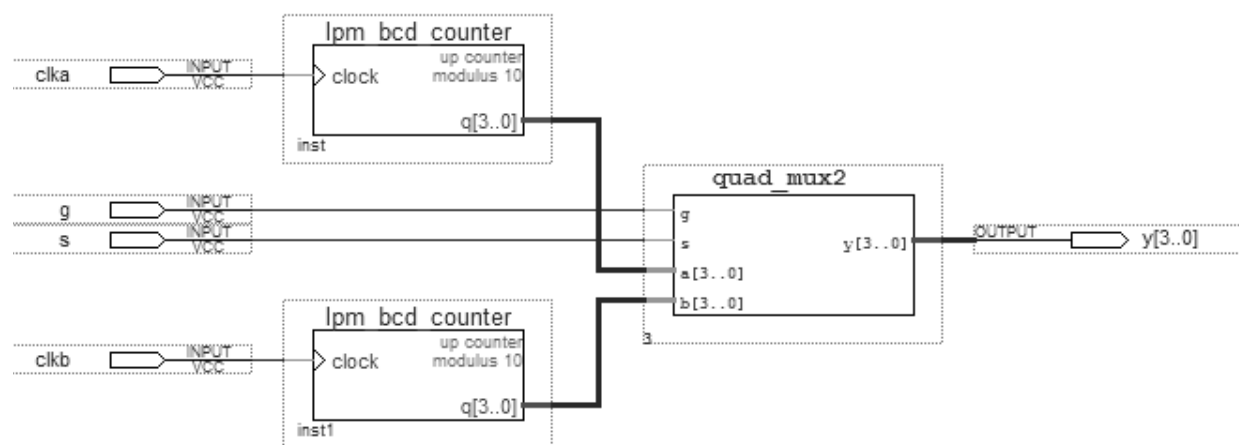 lpm_bcd_counter
up counter
modulus 10
clka
INPUT
VCC
clock
q[3..0]
inst
quad_mux2
g
INPUT
VCC
s
INPUT
VCC
g
s
a[3..0]
b[3..0]
y[3..0]
OUTPUT
y[3..0]
3
lpm_bcd_counter
up counter
modulus 10
clkb
INPUT
VCC
clock
q[3..0]
inst1